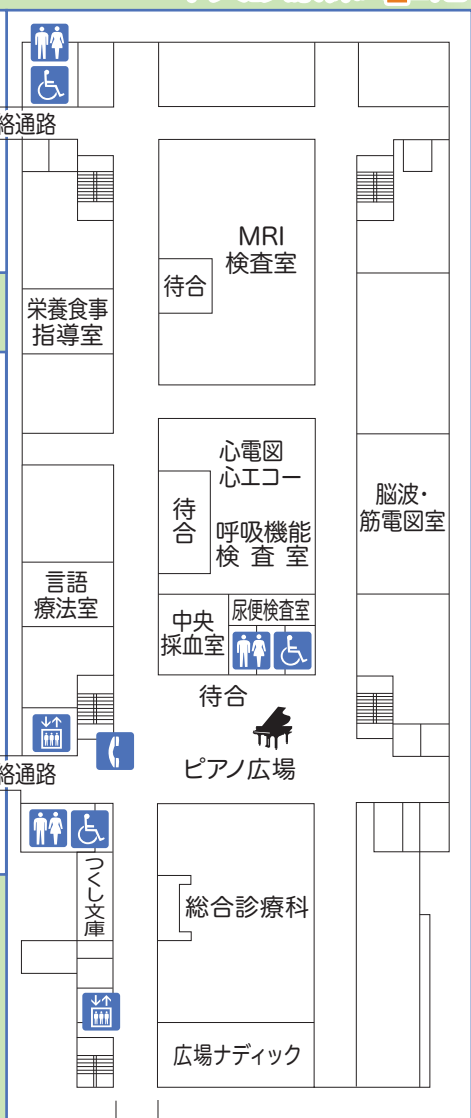 絡通路
MRI
検査室
待合
栄養食事
指導室
心電図
心エコー
待合
呼吸機能
検査室
脳波・
筋電図室
言語
療法室
中央
採血室
尿便検査室
待合
ピアノ広場
絡通路
つくし文庫
総合診療科
広場ナディック